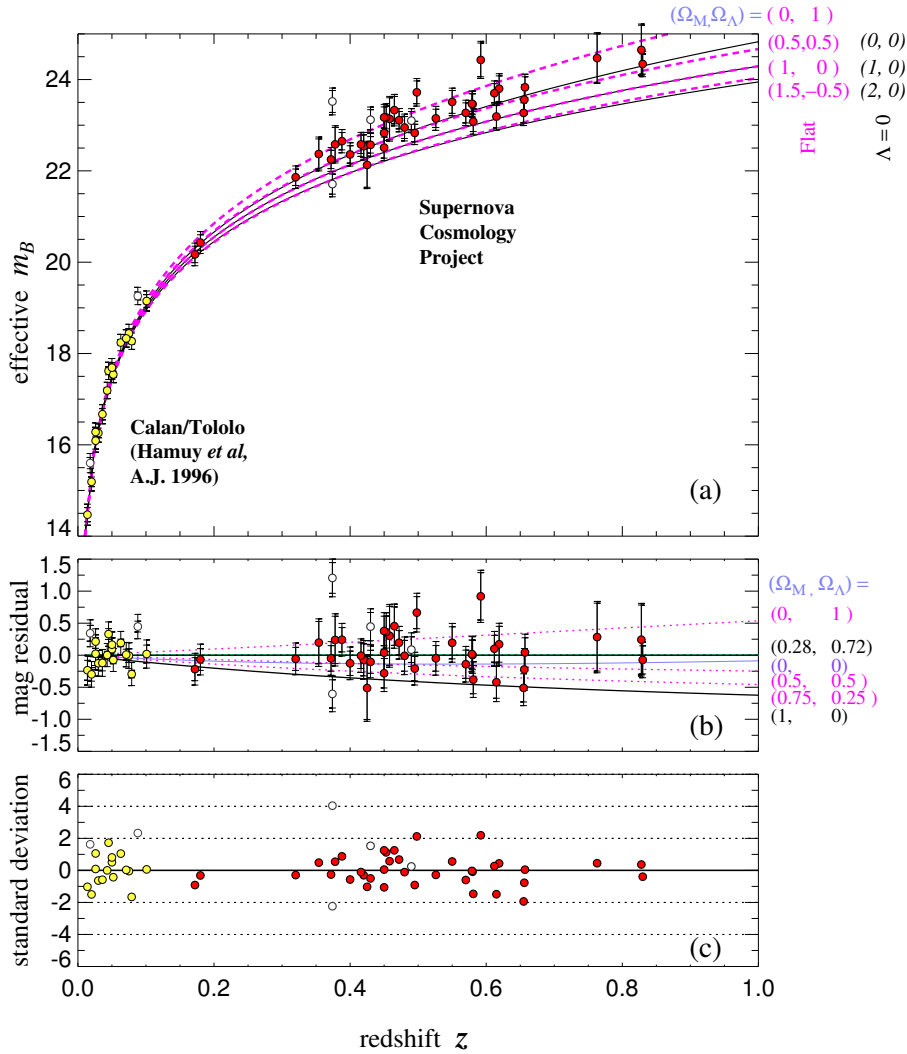 (Ω_M,Ω_Λ) = ( 0, 1 )
(0.5,0.5) (0, 0)
(1, 0) (1, 0)
(1.5,–0.5) (2, 0)
Flat
Λ = 0
24
22
20
18
16
14
effective m_B
Supernova
Cosmology
Project
Calan/Tololo
(Hamuy et al,
A.J. 1996)
(a)
1.5
1.0
0.5
0.0
-0.5
-1.0
-1.5
mag residual
(b)
(Ω_M , Ω_Λ) =
(0, 1 )
(0.28, 0.72)
(0, 0 )
(0.5, 0.5 )
(0.75, 0.25 )
(1, 0)
6
4
2
0
-2
-4
-6
standard deviation
(c)
0.0 0.2 0.4 0.6 0.8 1.0
redshift z